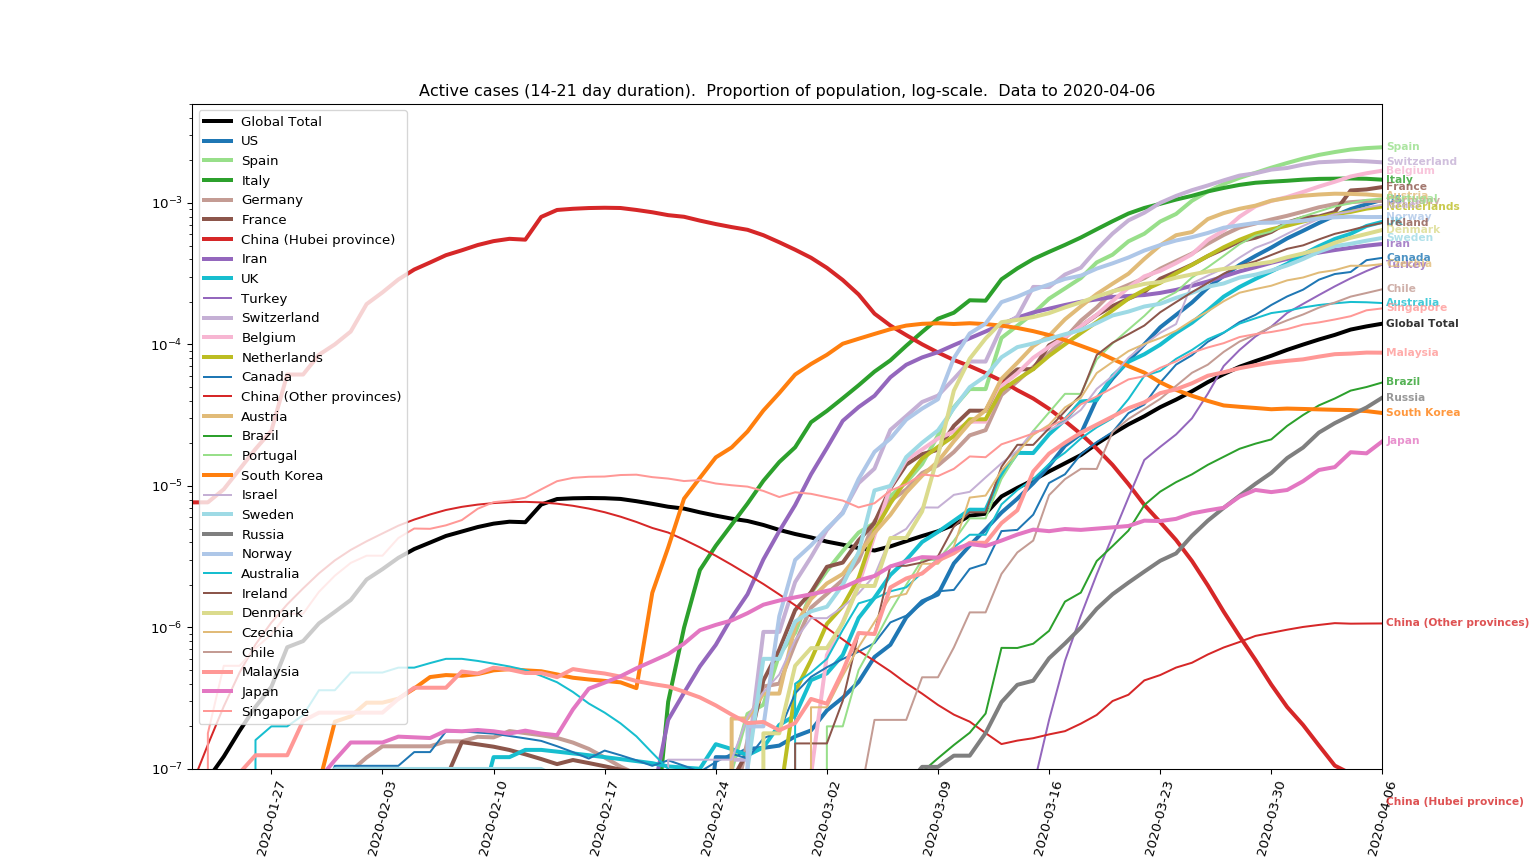 Active cases (14-21 day duration).  Proportion of population, log-scale.  Data to 2020-04-06
Global Total
US
Spain
Italy
Germany
France
China (Hubei province)
Iran
UK
Turkey
Switzerland
Belgium
Netherlands
Canada
China (Other provinces)
Austria
Brazil
Portugal
South Korea
Israel
Sweden
Russia
Norway
Australia
Ireland
Denmark
Czechia
Chile
Malaysia
Japan
Singapore
10⁻³
10⁻⁴
10⁻⁵
10⁻⁶
10⁻⁷
2020-01-27
2020-02-03
2020-02-10
2020-02-17
2020-02-24
2020-03-02
2020-03-09
2020-03-16
2020-03-23
2020-03-30
2020-04-06
Spain
Switzerland
Belgium
Italy
France
Austria
Netherlands
Norway
Ireland
Denmark
Sweden
Iran
Canada
Turkey
Chile
Australia
Singapore
Global Total
Malaysia
Brazil
Russia
South Korea
Japan
China (Other provinces)
China (Hubei province)